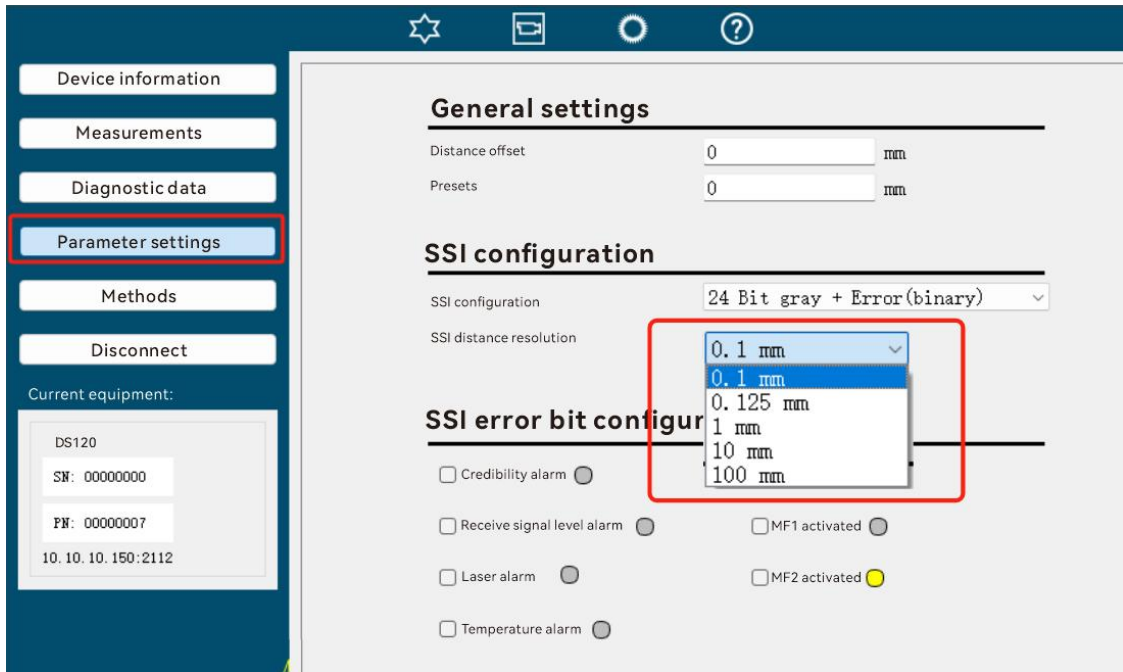 Device information
Measurements
Diagnostic data
Parameter settings
Methods
Disconnect
Current equipment:
DS120
SN: 00000000
PN: 00000007
10.10.10.150:2112
General settings
Distance offset 0 mm
Presets 0 mm
SSI configuration
SSI configuration 24 Bit gray + Error(binary)
SSI distance resolution 0.1 mm
0.1 mm
0.125 mm
1 mm
10 mm
100 mm
SSI error bit configur
Credibility alarm
Receive signal level alarm MF1 activated
Laser alarm MF2 activated
Temperature alarm